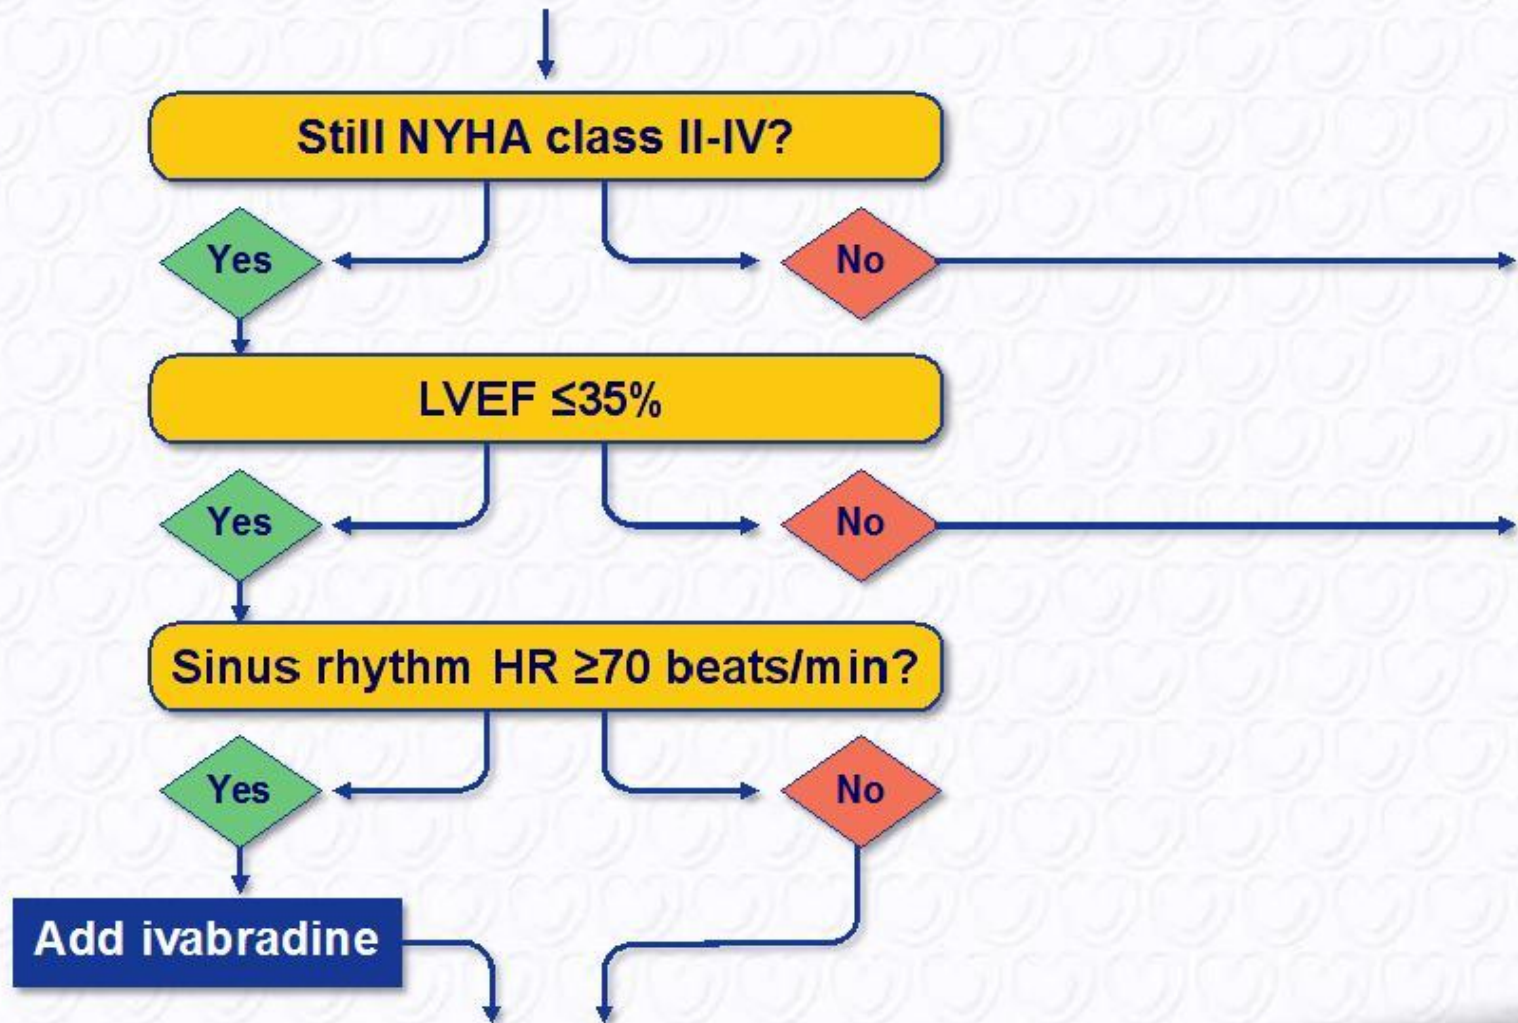 Still NYHA class II-IV?
Yes
No
LVEF ≤35%
Yes
No
Sinus rhythm HR ≥70 beats/min?
Yes
No
Add ivabradine